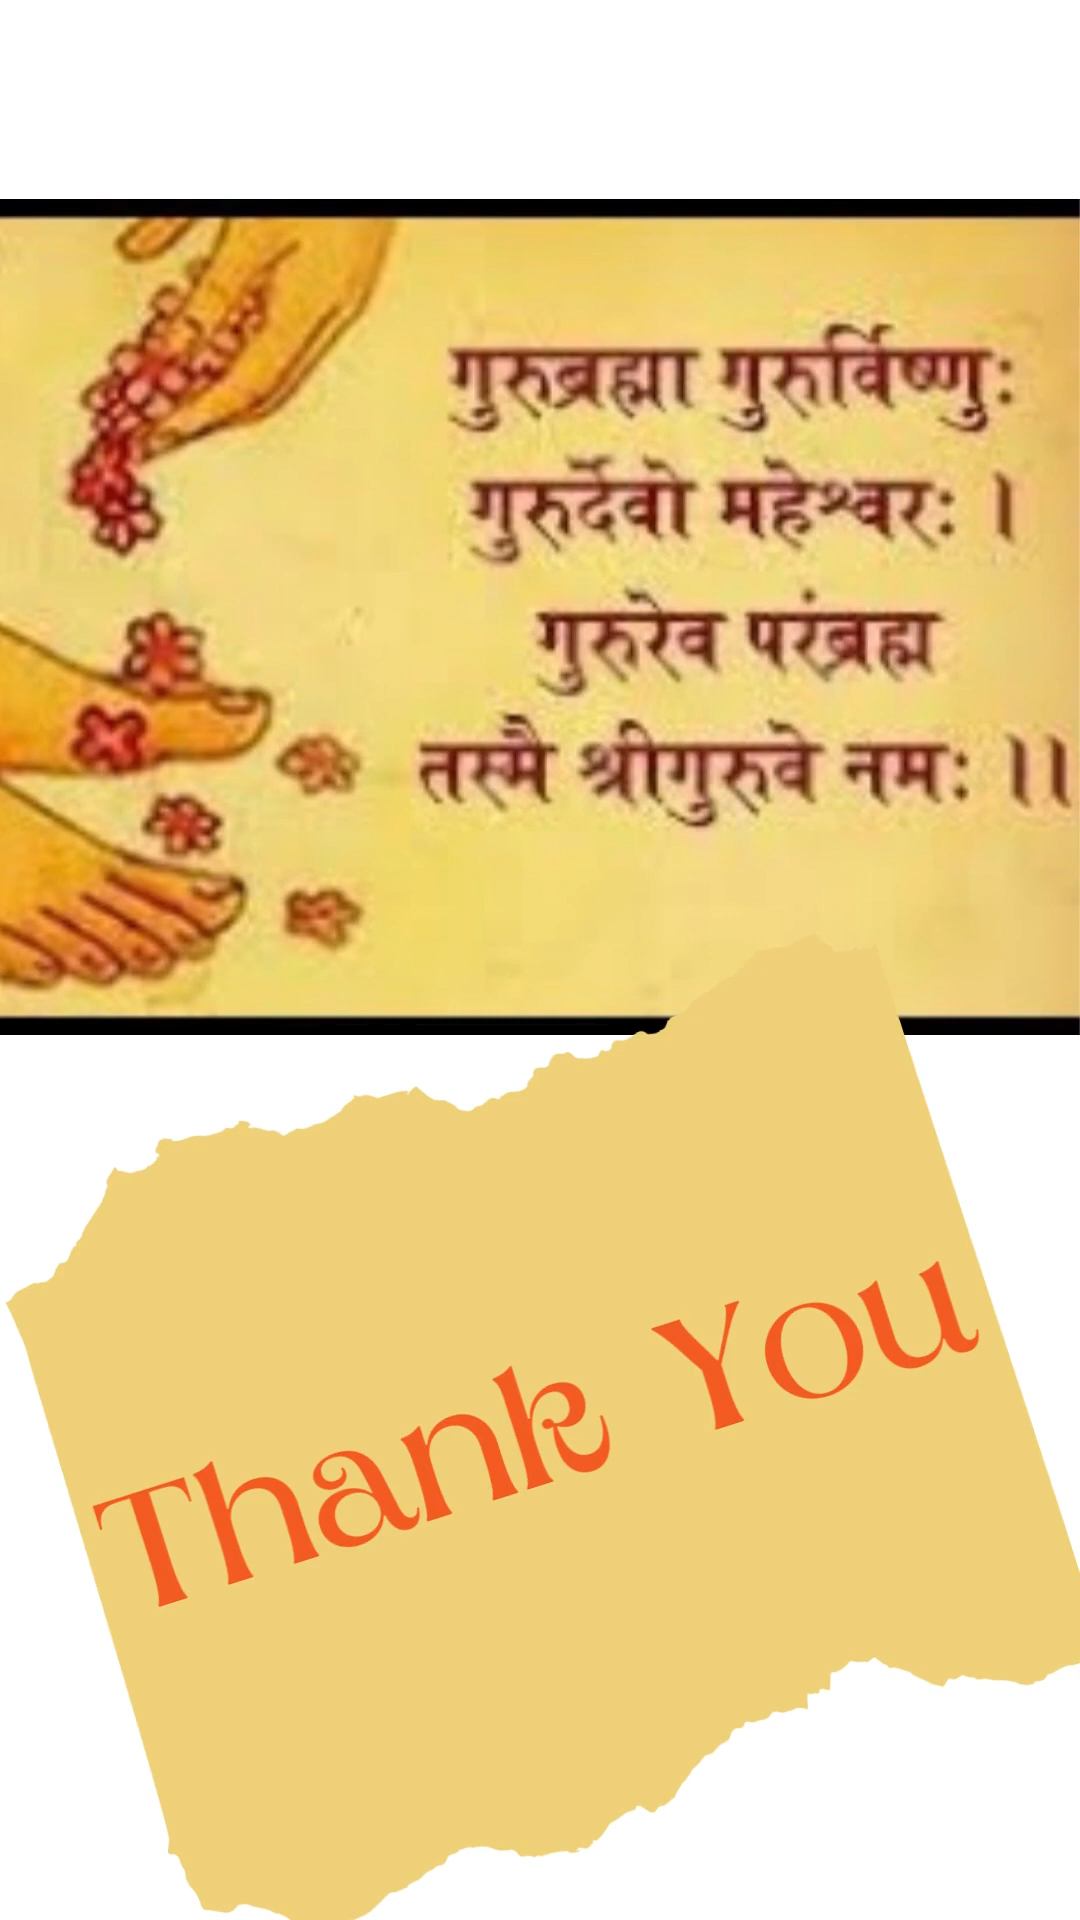 गुरुब्रह्मा गुरुर्विष्णुः
गुरुर्देवो महेश्वरः ।
गुरुरेव परंब्रह्म
तस्मै श्रीगुरुवे नमः ।।
Thank You